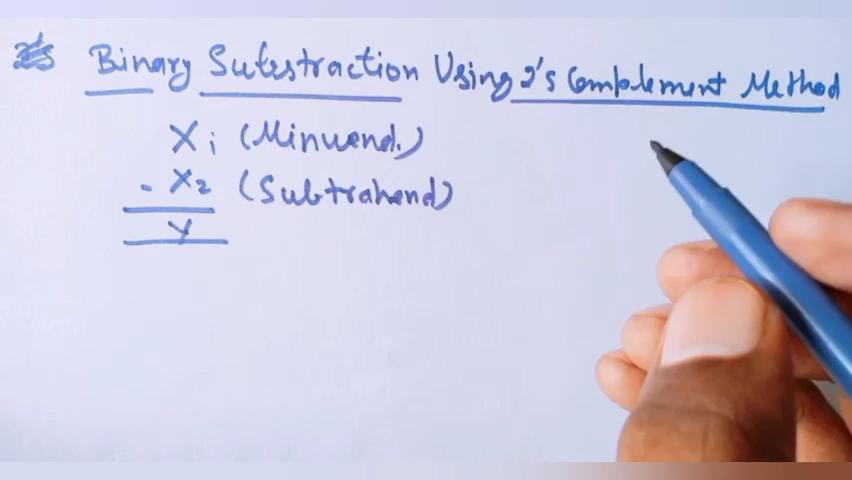 Binary Substraction Using 2's Complement Method
X1 (Minuend.)
- X2 (Subtrahend)
Y